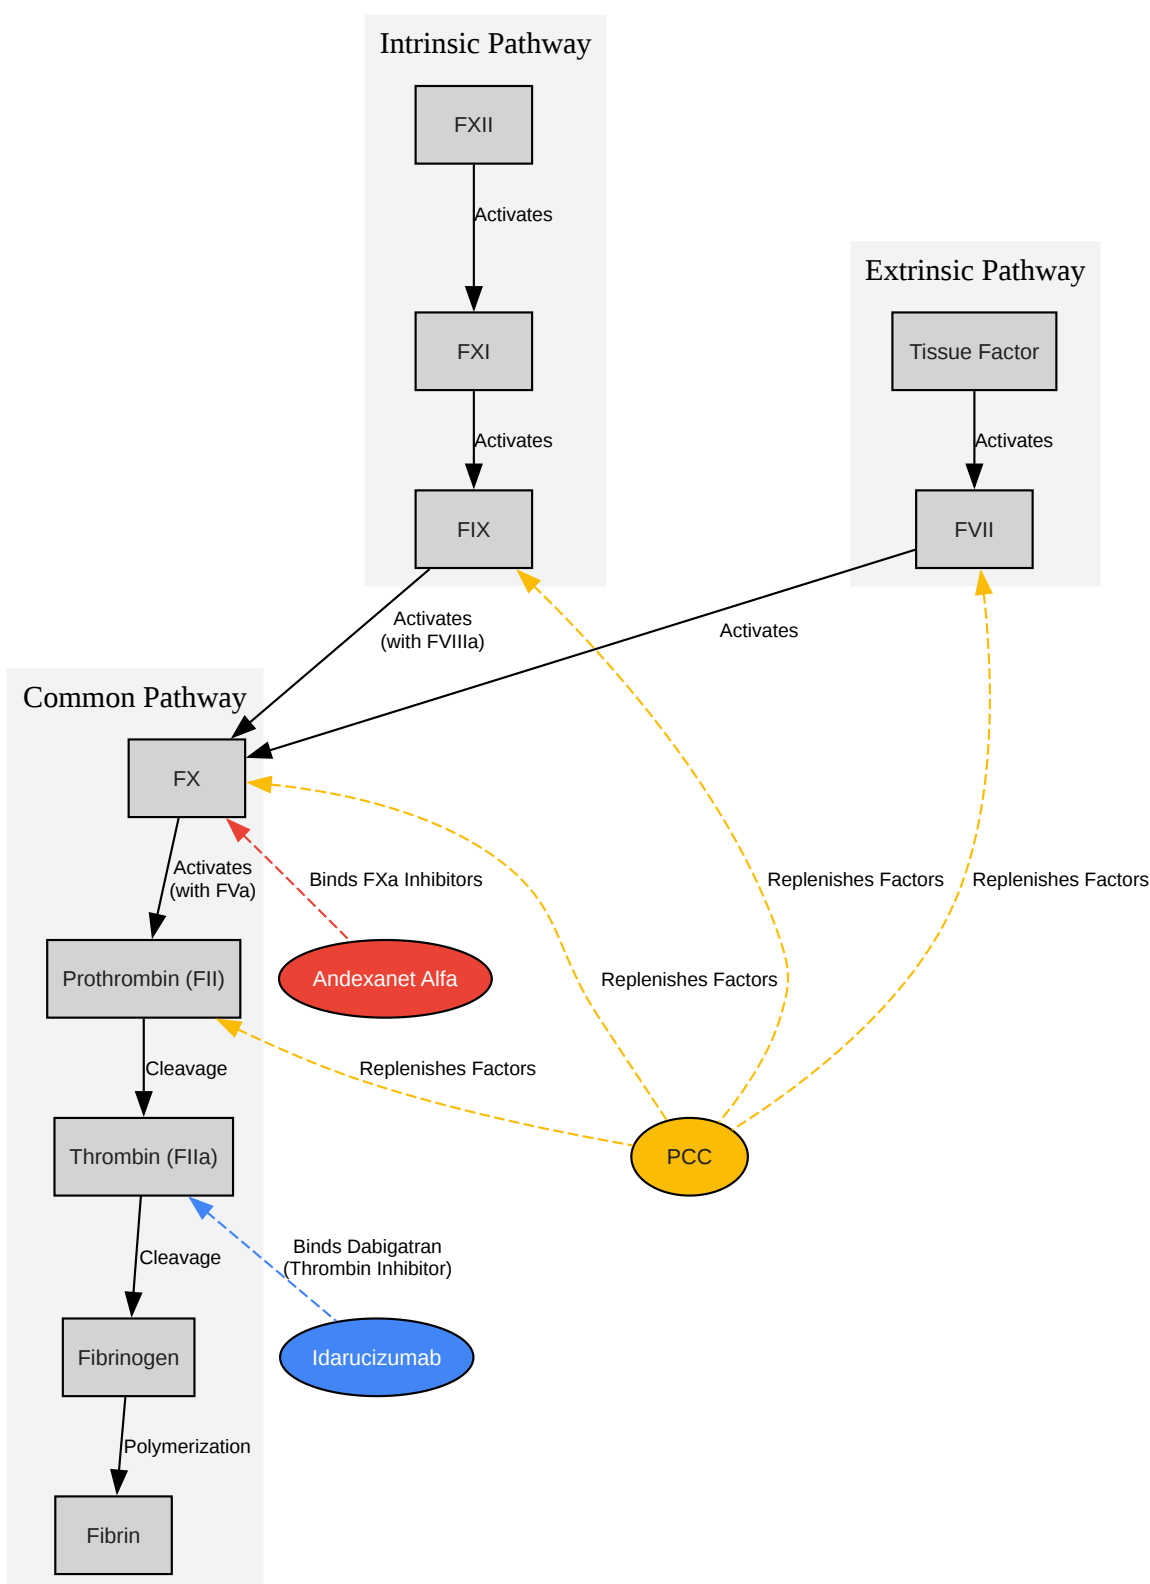 Intrinsic Pathway
FXII
Activates
Extrinsic Pathway
FXI
Tissue Factor
Activates
Activates
FIX
FVII
Activates
(with FVIIIa)
Activates
Common Pathway
FX
Activates
(with FVa)
Binds FXa Inhibitors
Replenishes Factors
Replenishes Factors
Prothrombin (FII)
Andexanet Alfa
Replenishes Factors
Cleavage
Replenishes Factors
Thrombin (FIIa)
PCC
Cleavage
Binds Dabigatran
(Thrombin Inhibitor)
Fibrinogen
Idarucizumab
Polymerization
Fibrin